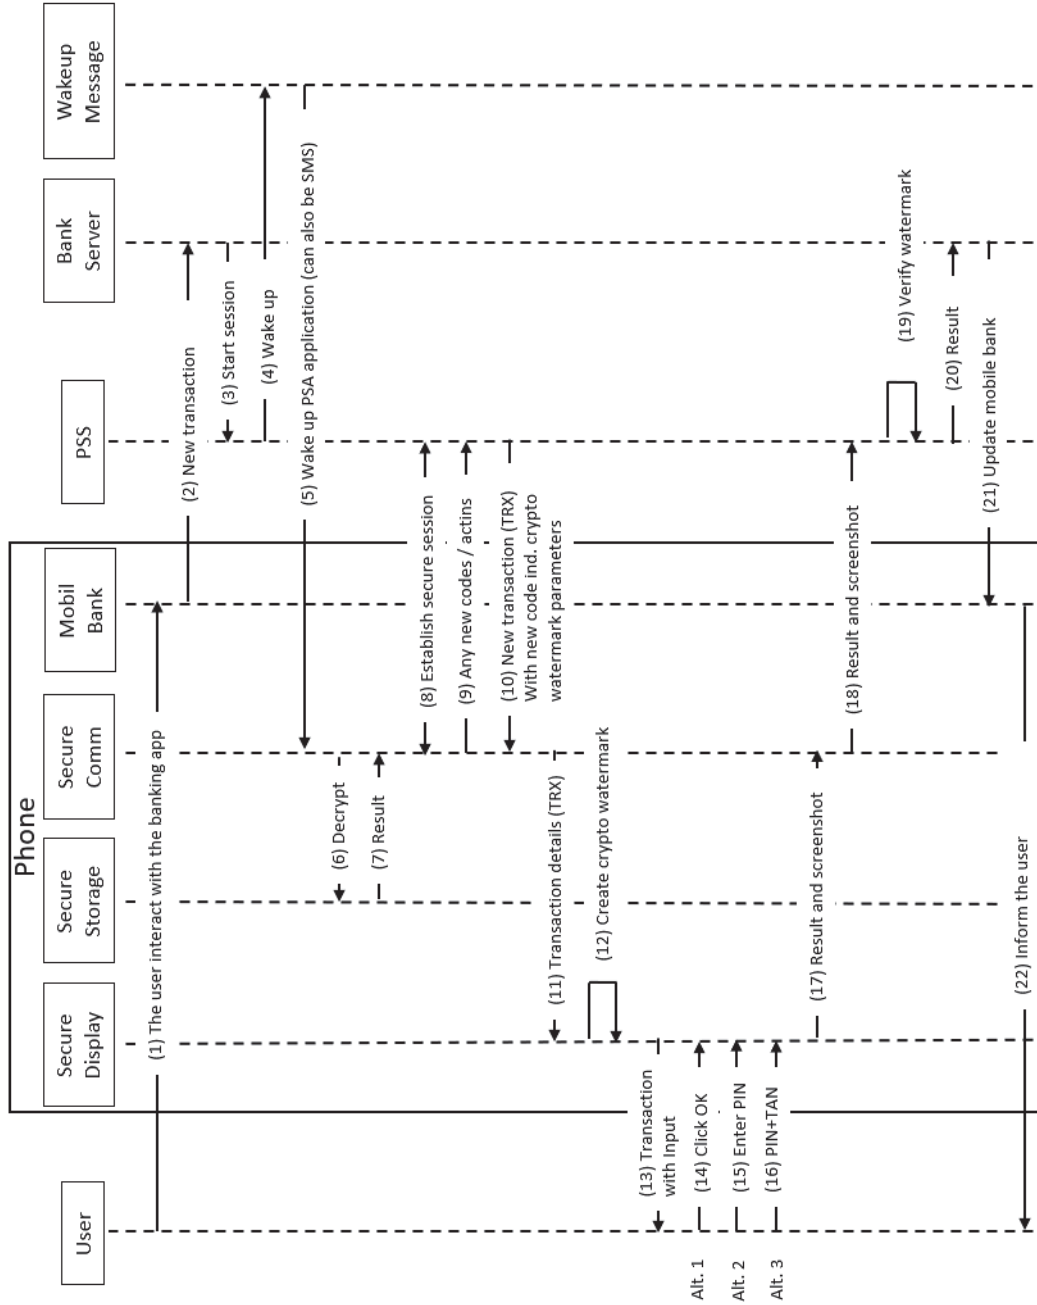 Phone
User
Secure
Display
Secure
Storage
Secure
Comm
Mobil
Bank
PSS
Bank
Server
Wakeup
Message
(1) The user interact with the banking app
(2) New transaction
(3) Start session
(4) Wake up
(5) Wake up PSA application (can also be SMS)
(6) Decrypt
(7) Result
(8) Establish secure session
(9) Any new codes / actins
(10) New transaction (TRX)
With new code ind. crypto
watermark parameters
(11) Transaction details (TRX)
(12) Create crypto watermark
(13) Transaction
with Input
Alt. 1
(14) Click OK
Alt. 2
(15) Enter PIN
Alt. 3
(16) PIN+TAN
(17) Result and screenshot
(18) Result and screenshot
(19) Verify watermark
(20) Result
(21) Update mobile bank
(22) Inform the user